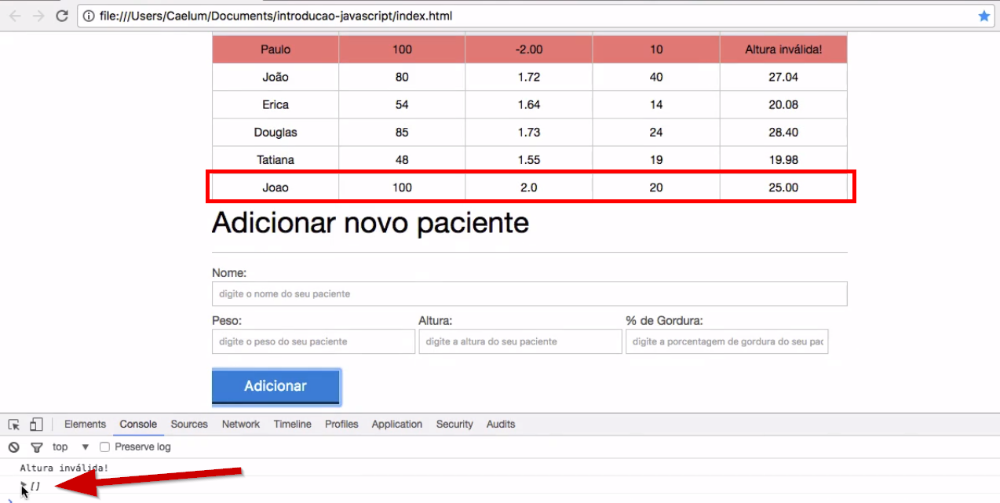 file:///Users/Caelum/Documents/introducao-javascript/index.html
Paulo 100 -2.00 10 Altura inválida!
João 80 1.72 40 27.04
Erica 54 1.64 14 20.08
Douglas 85 1.73 24 28.40
Tatiana 48 1.55 19 19.98
Joao 100 2.0 20 25.00
Adicionar novo paciente
Nome:
digite o nome do seu paciente
Peso: Altura: % de Gordura:
digite o peso do seu paciente digite a altura do seu paciente digite a porcentagem de gordura do seu pac
Adicionar
Elements Console Sources Network Timeline Profiles Application Security Audits
top Preserve log
Altura inválida!
[]